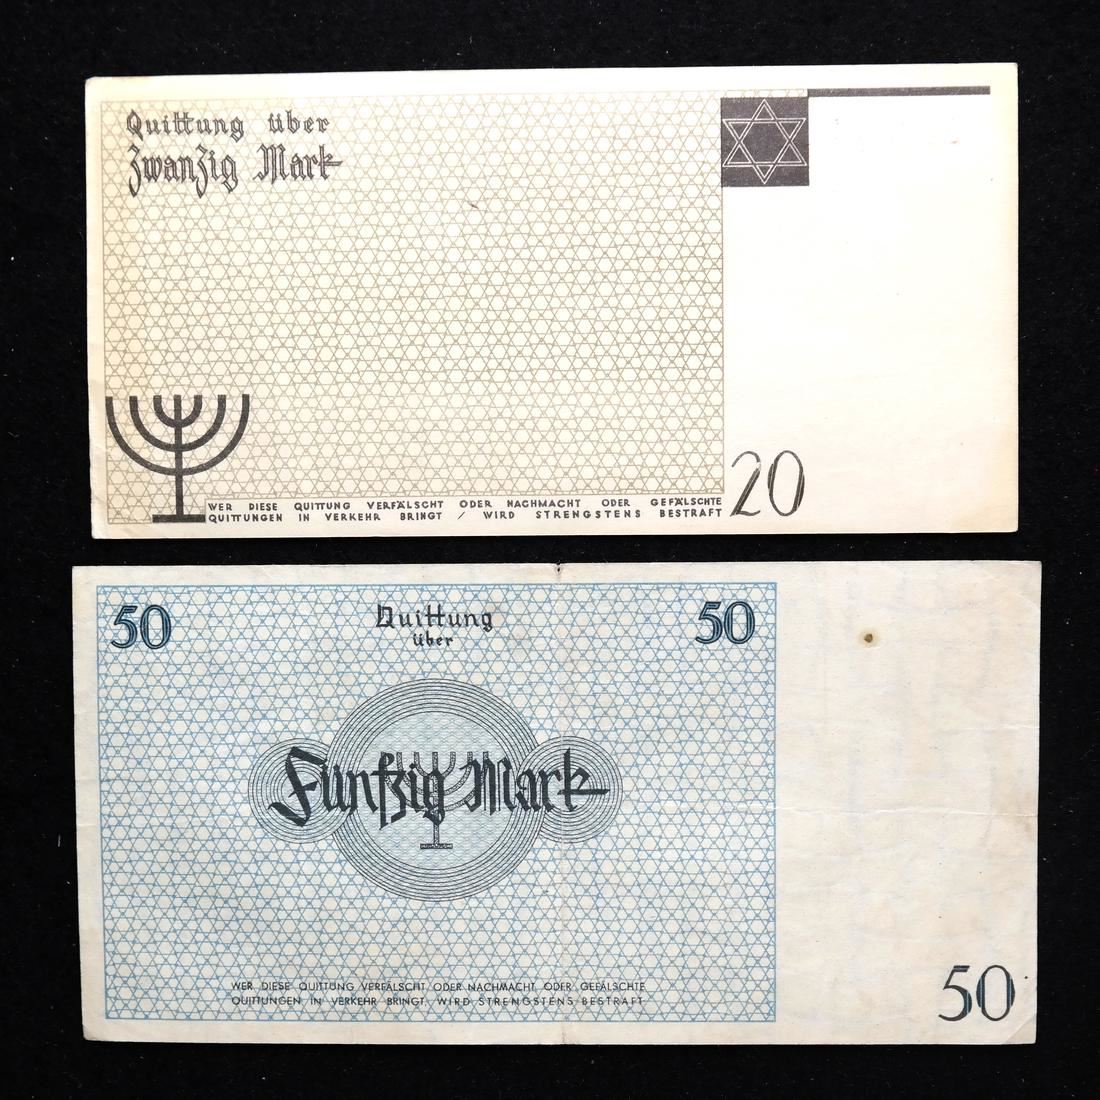 Quittung über
Zwanzig Mark
WER DIESE QUITTUNG VERFÄLSCHT ODER NACHMACHT ODER GEFÄLSCHTE
QUITTUNGEN IN VERKEHR BRINGT / WIRD STRENGSTENS BESTRAFT
20
50
Quittung
über
50
Fünfzig Mark
WER DIESE QUITTUNG VERFÄLSCHT ODER NACHMACHT ODER GEFÄLSCHTE
QUITTUNGEN IN VERKEHR BRINGT, WIRD STRENGSTENS BESTRAFT
50